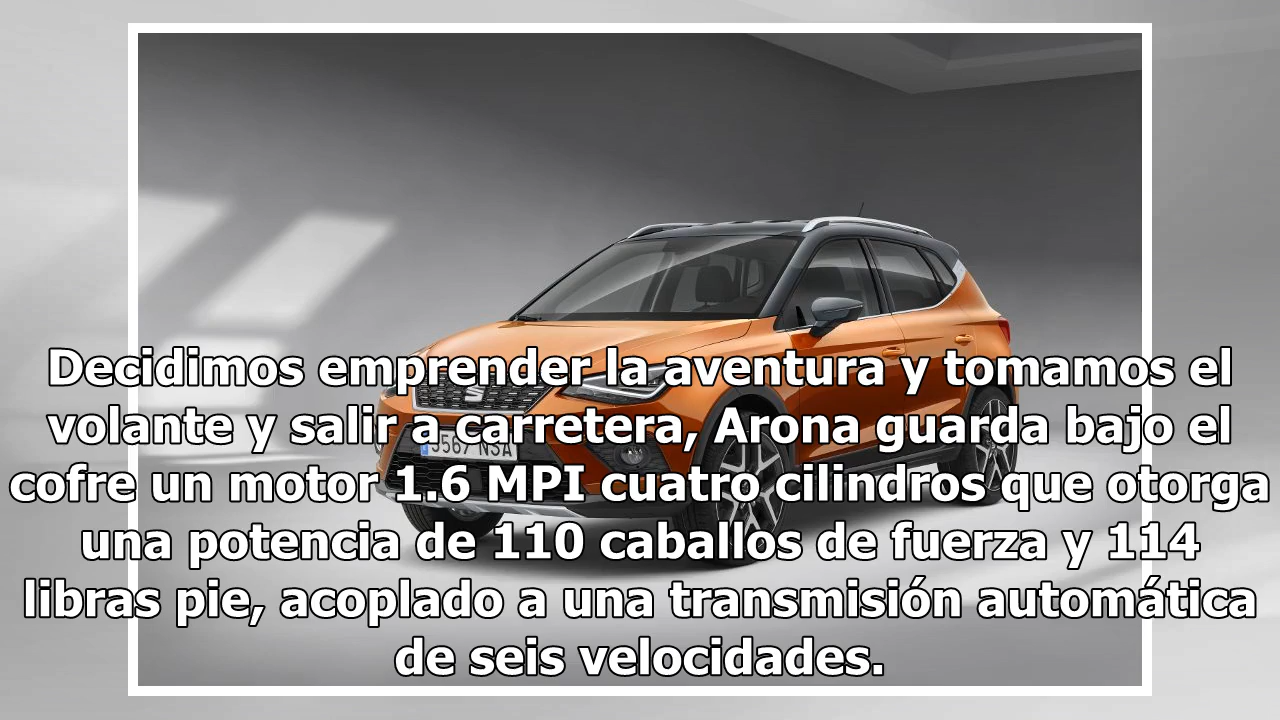 Decidimos emprender la aventura y tomamos el
volante y salir a carretera, Arona guarda bajo el
cofre un motor 1.6 MPI cuatro cilindros que otorga
una potencia de 110 caballos de fuerza y 114
libras pie, acoplado a una transmisión automática
de seis velocidades.